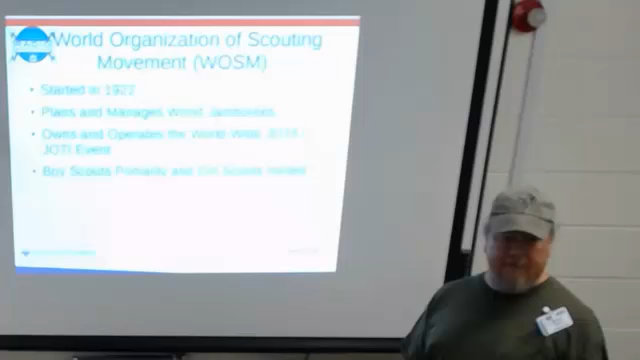 World Organization of Scouting
Movement (WOSM)
Started in 1922
Plans and Manages World Jamborees
Owns and Operates the World Wide JOTA
JOTI Event
Boy Scouts Primarily and Girl Scouts